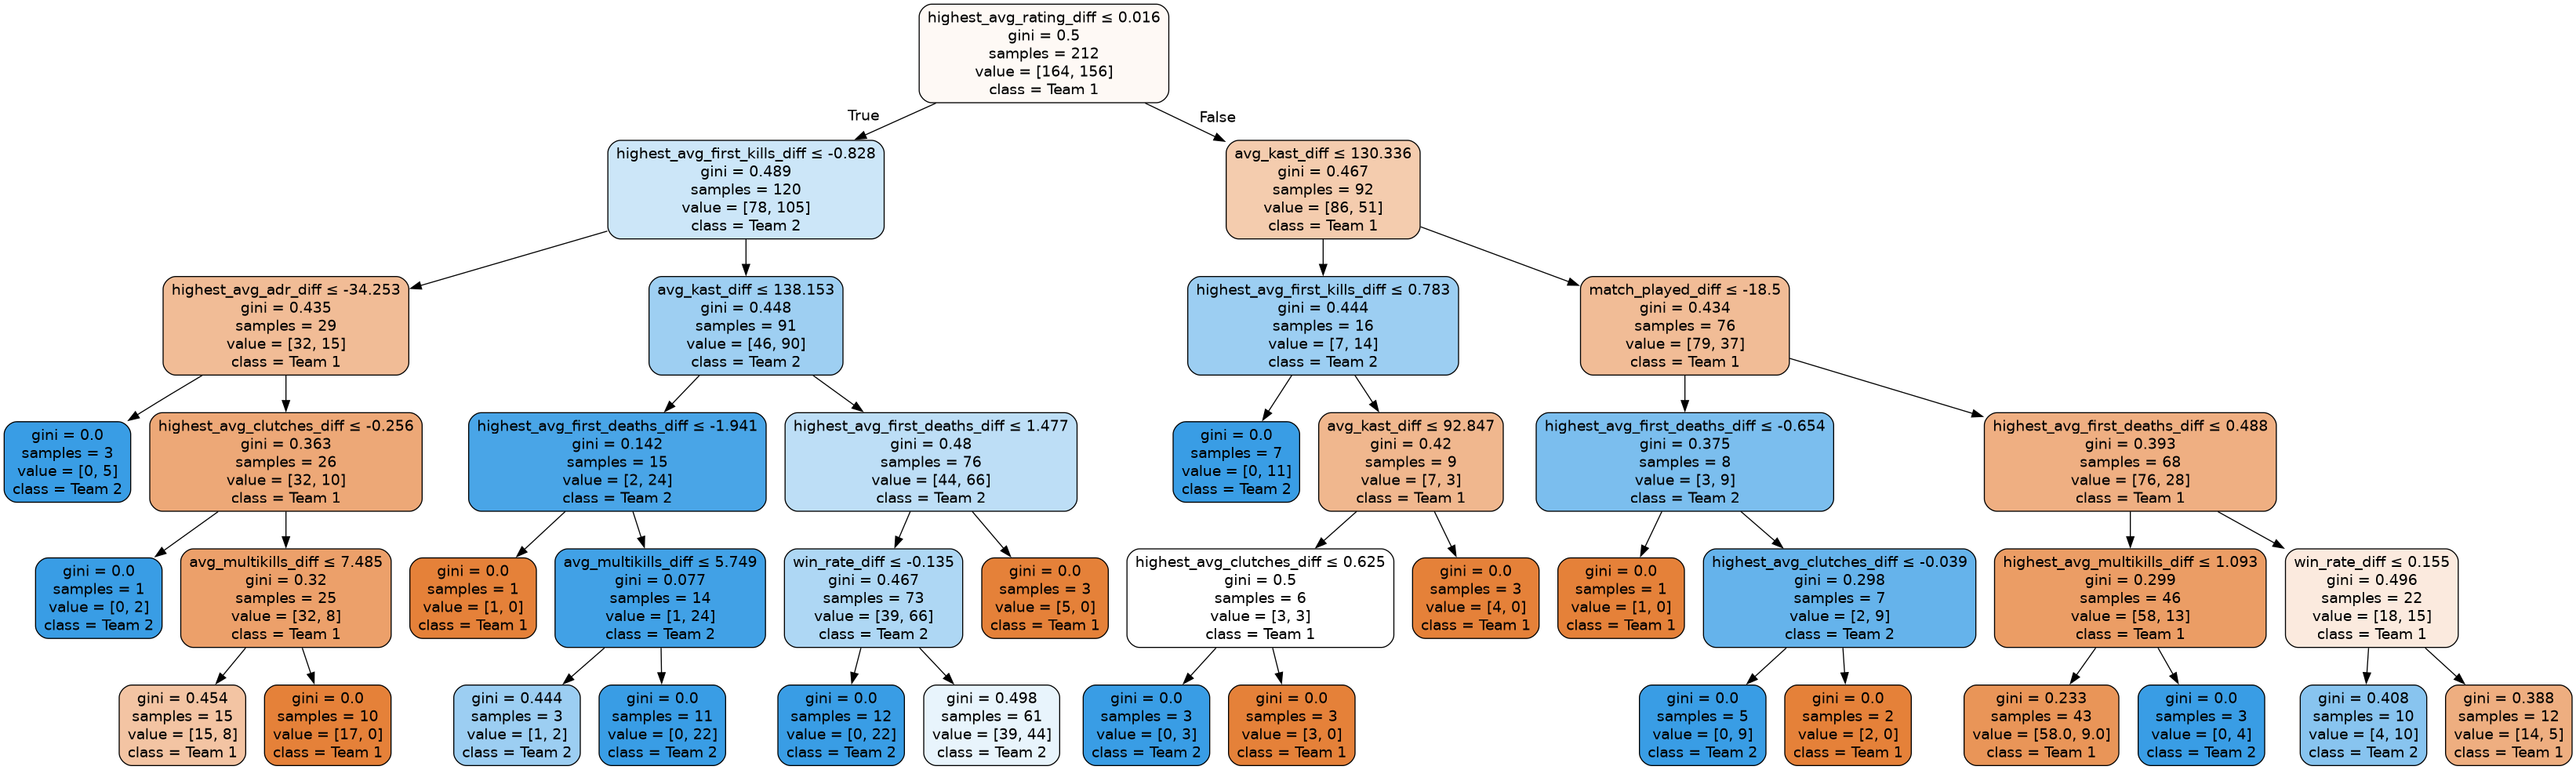 highest_avg_rating_diff ≤ 0.016
gini = 0.5
samples = 212
value = [164, 156]
class = Team 1
True
False
highest_avg_first_kills_diff ≤ -0.828
gini = 0.489
samples = 120
value = [78, 105]
class = Team 2
avg_kast_diff ≤ 130.336
gini = 0.467
samples = 92
value = [86, 51]
class = Team 1
highest_avg_adr_diff ≤ -34.253
gini = 0.435
samples = 29
value = [32, 15]
class = Team 1
avg_kast_diff ≤ 138.153
gini = 0.448
samples = 91
value = [46, 90]
class = Team 2
highest_avg_first_kills_diff ≤ 0.783
gini = 0.444
samples = 16
value = [7, 14]
class = Team 2
match_played_diff ≤ -18.5
gini = 0.434
samples = 76
value = [79, 37]
class = Team 1
gini = 0.0
samples = 3
value = [0, 5]
class = Team 2
highest_avg_clutches_diff ≤ -0.256
gini = 0.363
samples = 26
value = [32, 10]
class = Team 1
highest_avg_first_deaths_diff ≤ -1.941
gini = 0.142
samples = 15
value = [2, 24]
class = Team 2
highest_avg_first_deaths_diff ≤ 1.477
gini = 0.48
samples = 76
value = [44, 66]
class = Team 2
gini = 0.0
samples = 7
value = [0, 11]
class = Team 2
avg_kast_diff ≤ 92.847
gini = 0.42
samples = 9
value = [7, 3]
class = Team 1
highest_avg_first_deaths_diff ≤ -0.654
gini = 0.375
samples = 8
value = [3, 9]
class = Team 2
highest_avg_first_deaths_diff ≤ 0.488
gini = 0.393
samples = 68
value = [76, 28]
class = Team 1
gini = 0.0
samples = 1
value = [0, 2]
class = Team 2
avg_multikills_diff ≤ 7.485
gini = 0.32
samples = 25
value = [32, 8]
class = Team 1
gini = 0.0
samples = 1
value = [1, 0]
class = Team 1
avg_multikills_diff ≤ 5.749
gini = 0.077
samples = 14
value = [1, 24]
class = Team 2
win_rate_diff ≤ -0.135
gini = 0.467
samples = 73
value = [39, 66]
class = Team 2
gini = 0.0
samples = 3
value = [5, 0]
class = Team 1
highest_avg_clutches_diff ≤ 0.625
gini = 0.5
samples = 6
value = [3, 3]
class = Team 1
gini = 0.0
samples = 3
value = [4, 0]
class = Team 1
gini = 0.0
samples = 1
value = [1, 0]
class = Team 1
highest_avg_clutches_diff ≤ -0.039
gini = 0.298
samples = 7
value = [2, 9]
class = Team 2
highest_avg_multikills_diff ≤ 1.093
gini = 0.299
samples = 46
value = [58, 13]
class = Team 1
win_rate_diff ≤ 0.155
gini = 0.496
samples = 22
value = [18, 15]
class = Team 1
gini = 0.454
samples = 15
value = [15, 8]
class = Team 1
gini = 0.0
samples = 10
value = [17, 0]
class = Team 1
gini = 0.444
samples = 3
value = [1, 2]
class = Team 2
gini = 0.0
samples = 11
value = [0, 22]
class = Team 2
gini = 0.0
samples = 12
value = [0, 22]
class = Team 2
gini = 0.498
samples = 61
value = [39, 44]
class = Team 2
gini = 0.0
samples = 3
value = [0, 3]
class = Team 2
gini = 0.0
samples = 3
value = [3, 0]
class = Team 1
gini = 0.0
samples = 5
value = [0, 9]
class = Team 2
gini = 0.0
samples = 2
value = [2, 0]
class = Team 1
gini = 0.233
samples = 43
value = [58.0, 9.0]
class = Team 1
gini = 0.0
samples = 3
value = [0, 4]
class = Team 2
gini = 0.408
samples = 10
value = [4, 10]
class = Team 2
gini = 0.388
samples = 12
value = [14, 5]
class = Team 1